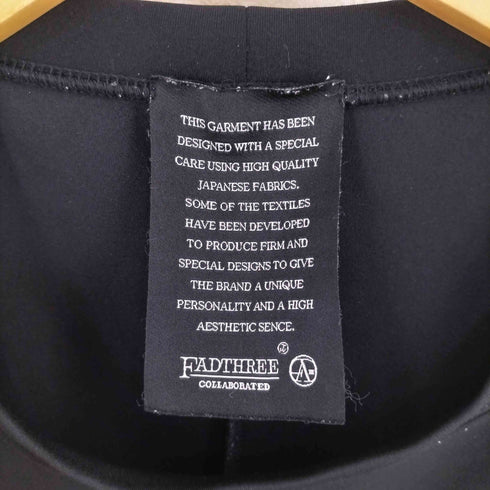 THIS GARMENT HAS BEEN
DESIGNED WITH A SPECIAL
CARE USING HIGH QUALITY
JAPANESE FABRICS.
SOME OF THE TEXTILES
HAVE BEEN DEVELOPED
TO PRODUCE FIRM AND
SPECIAL DESIGNS TO GIVE
THE BRAND A UNIQUE
PERSONALITY AND A HIGH
AESTHETIC SENCE.
FADTHREE
COLLABORATED